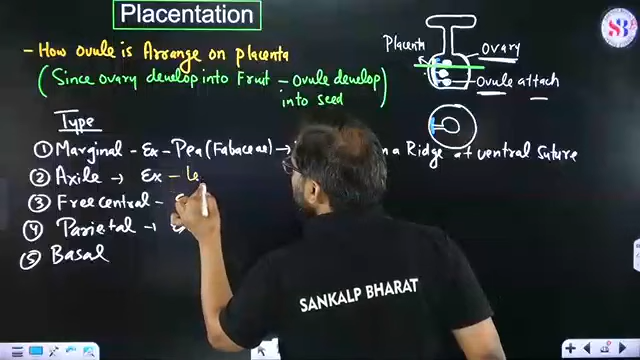 Placentation
- How ovule is Arrange on placenta
(Since ovary develop into Fruit - ovule develop into seed)
Placenta
Ovary
Ovule attach
Type
① Marginal - Ex - Pea (Fabaceae) → n a Ridge at ventral suture
② Axile → Ex - le
③ Free central -
④ Parietal →
⑤ Basal
SANKALP BHARAT
SB